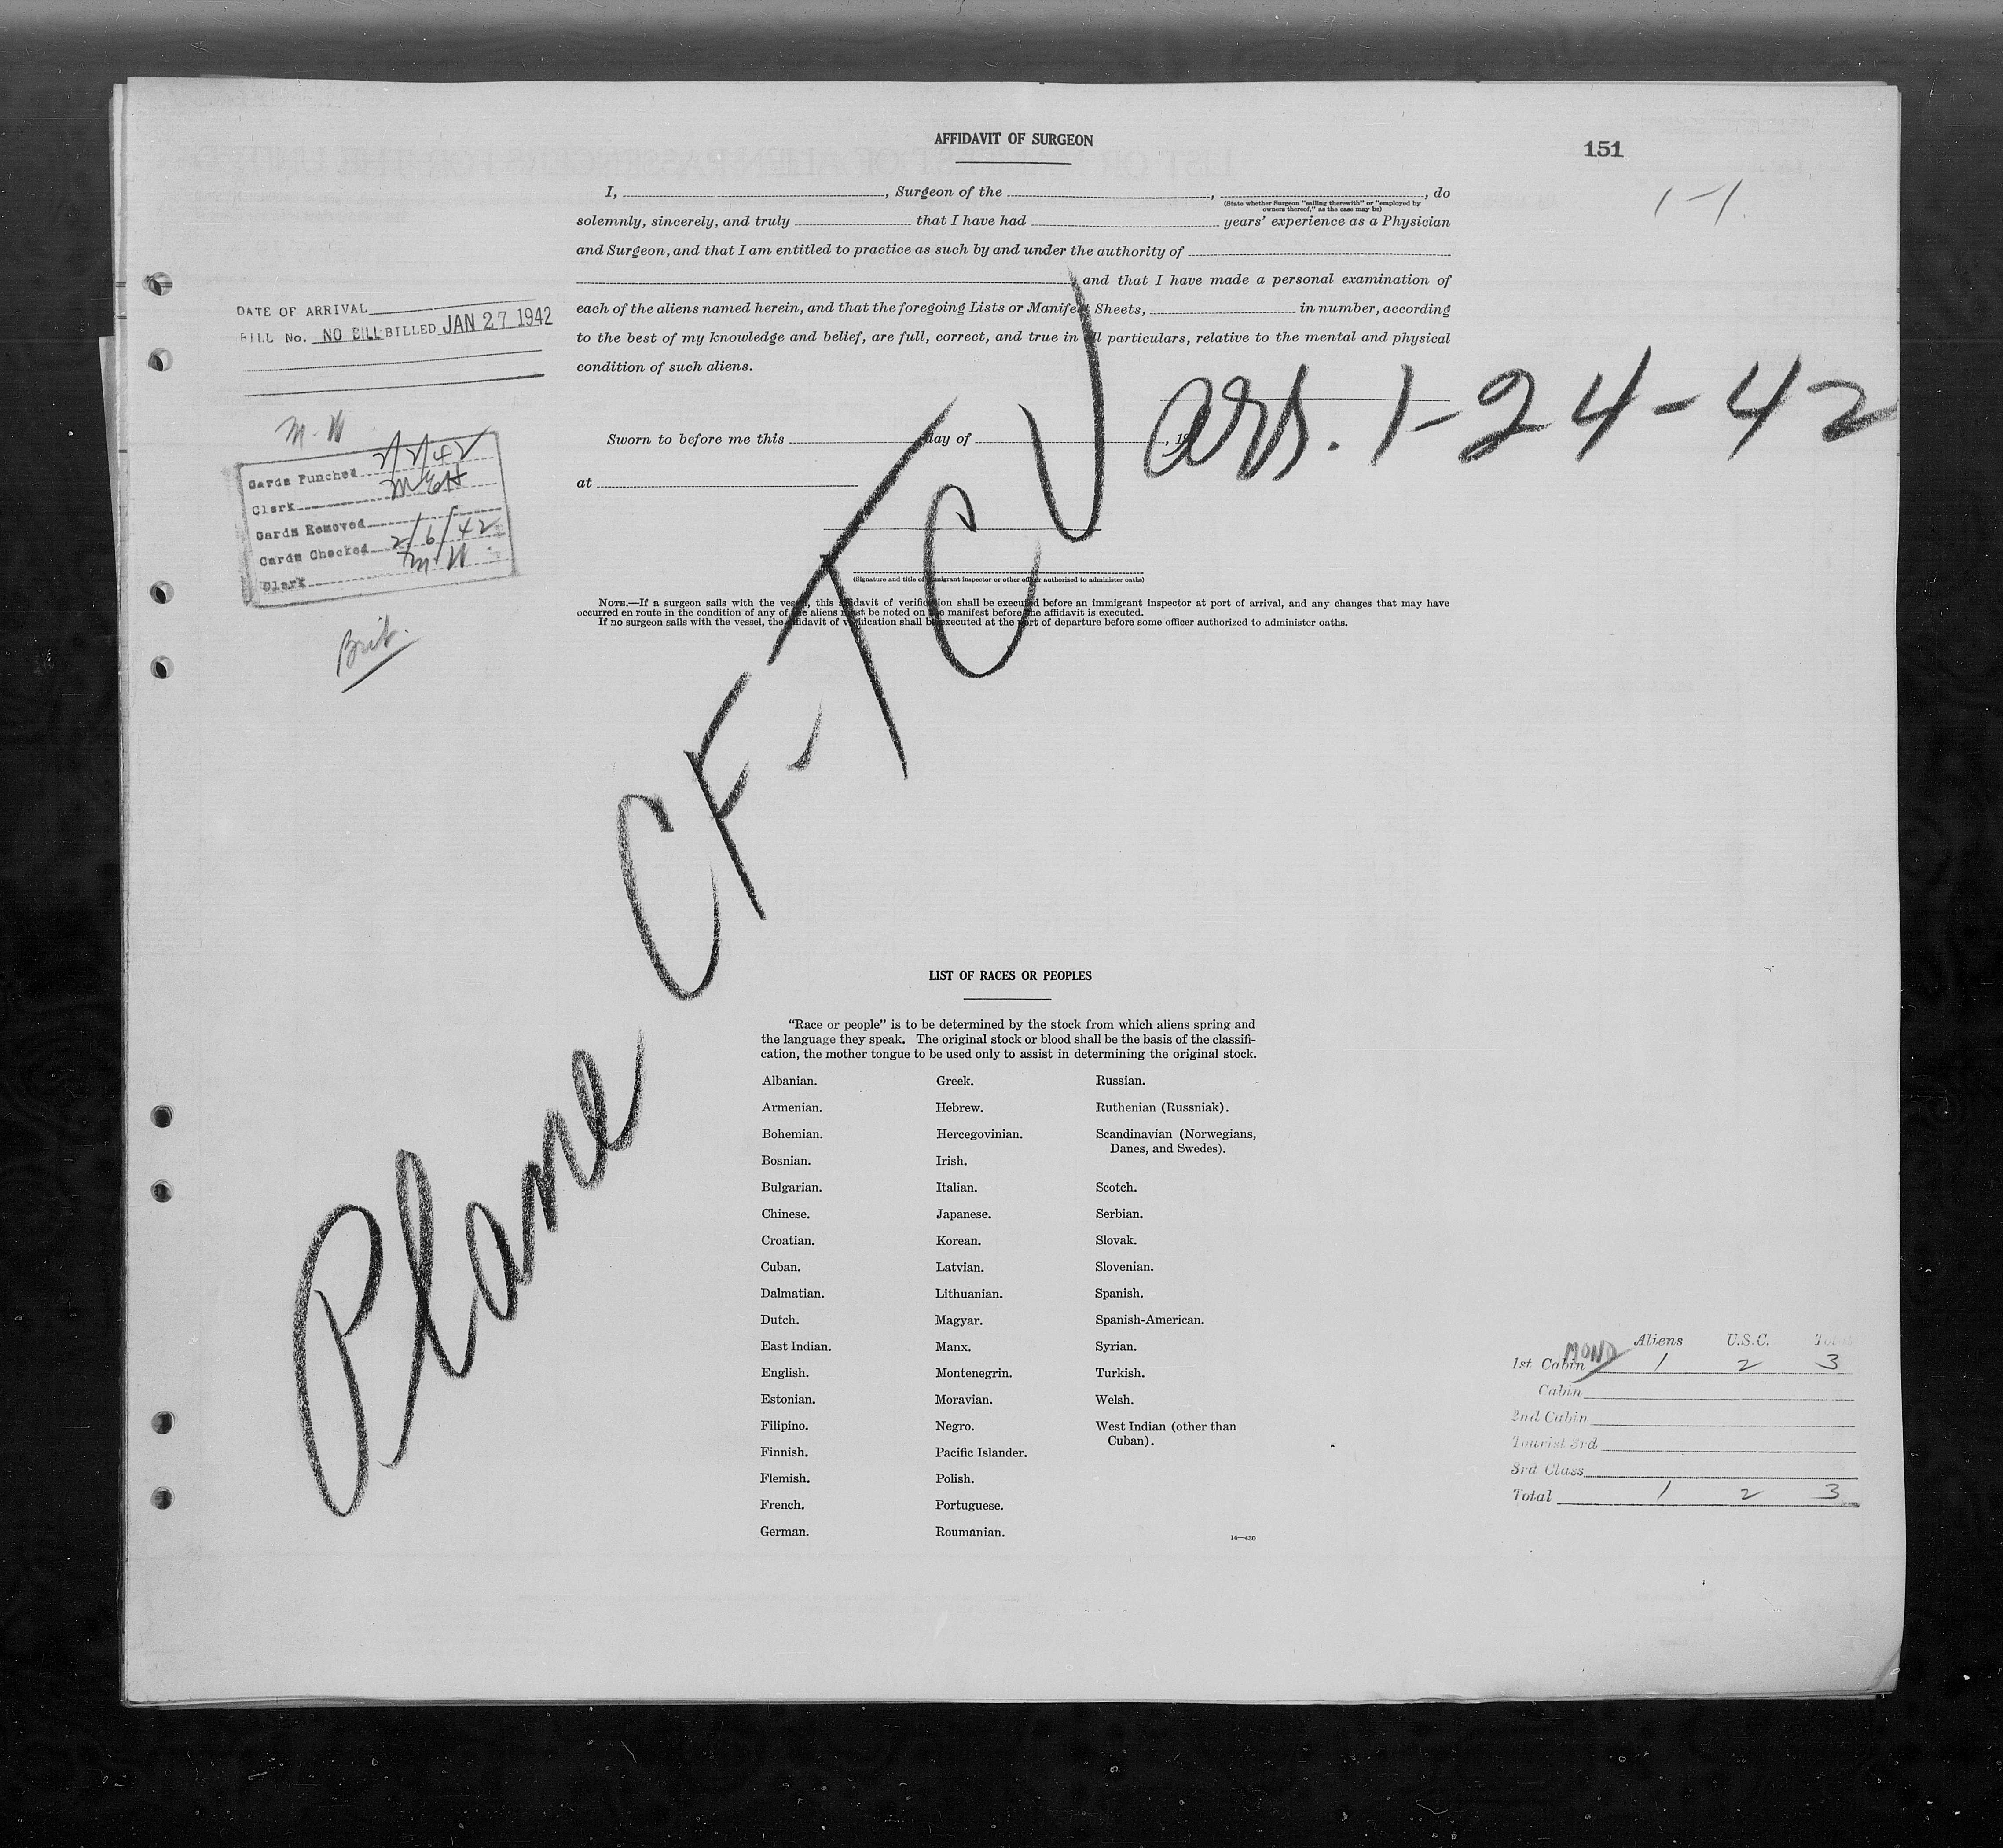 AFFIDAVIT OF SURGEON
151
1-1.
I, , Surgeon of the , , do
(State whether Surgeon "sailing therewith" or "employed by
owners thereof," as the case may be)
solemnly, sincerely, and truly that I have had years' experience as a Physician
and Surgeon, and that I am entitled to practice as such by and under the authority of
and that I have made a personal examination of
each of the aliens named herein, and that the foregoing Lists or Manifest Sheets, in number, according
to the best of my knowledge and belief, are full, correct, and true in all particulars, relative to the mental and physical
condition of such aliens.
DATE OF ARRIVAL
BILL No. NO BILL BILLED JAN 27 1942
Arr. 1-24-42
Sworn to before me this day of , 19
at
(Signature and title of immigrant inspector or other officer authorized to administer oaths)
M. W
Cards Punched 2/2/42
Clerk
Cards Removed
Cards Checked 2/6/42
Clerk M. W
Brit.
NOTE.—If a surgeon sails with the vessel, this affidavit of verification shall be executed before an immigrant inspector at port of arrival, and any changes that may have
occurred en route in the condition of any of the aliens must be noted on the manifest before the affidavit is executed.
If no surgeon sails with the vessel, the affidavit of verification shall be executed at the port of departure before some officer authorized to administer oaths.
Plane CF-TCU
LIST OF RACES OR PEOPLES
"Race or people" is to be determined by the stock from which aliens spring and
the language they speak. The original stock or blood shall be the basis of the classifi-
cation, the mother tongue to be used only to assist in determining the original stock.
Albanian.
Armenian.
Bohemian.
Bosnian.
Bulgarian.
Chinese.
Croatian.
Cuban.
Dalmatian.
Dutch.
East Indian.
English.
Estonian.
Filipino.
Finnish.
Flemish.
French.
German.
Greek.
Hebrew.
Hercegovinian.
Irish.
Italian.
Japanese.
Korean.
Latvian.
Lithuanian.
Magyar.
Manx.
Montenegrin.
Moravian.
Negro.
Pacific Islander.
Polish.
Portuguese.
Roumanian.
Russian.
Ruthenian (Russniak).
Scandinavian (Norwegians,
Danes, and Swedes).
Scotch.
Serbian.
Slovak.
Slovenian.
Spanish.
Spanish-American.
Syrian.
Turkish.
Welsh.
West Indian (other than
Cuban).
14—430
Aliens U.S.C. Total
1st Cabin MONO 1 2 3
Cabin
2nd Cabin
Tourist 3rd
3rd Class
Total 1 2 3